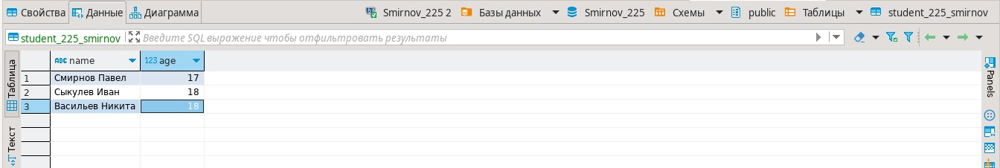 Свойства Данные Диаграмма Smirnov_225 2 Базы данных Smirnov_225 Схемы public Таблицы student_225_smirnov
student_225_smirnov Введите SQL выражение чтобы отфильтровать результаты
Таблица
Текст
ABC name 123 age
1 Смирнов Павел 17
2 Сыкулев Иван 18
3 Васильев Никита 18
Panels